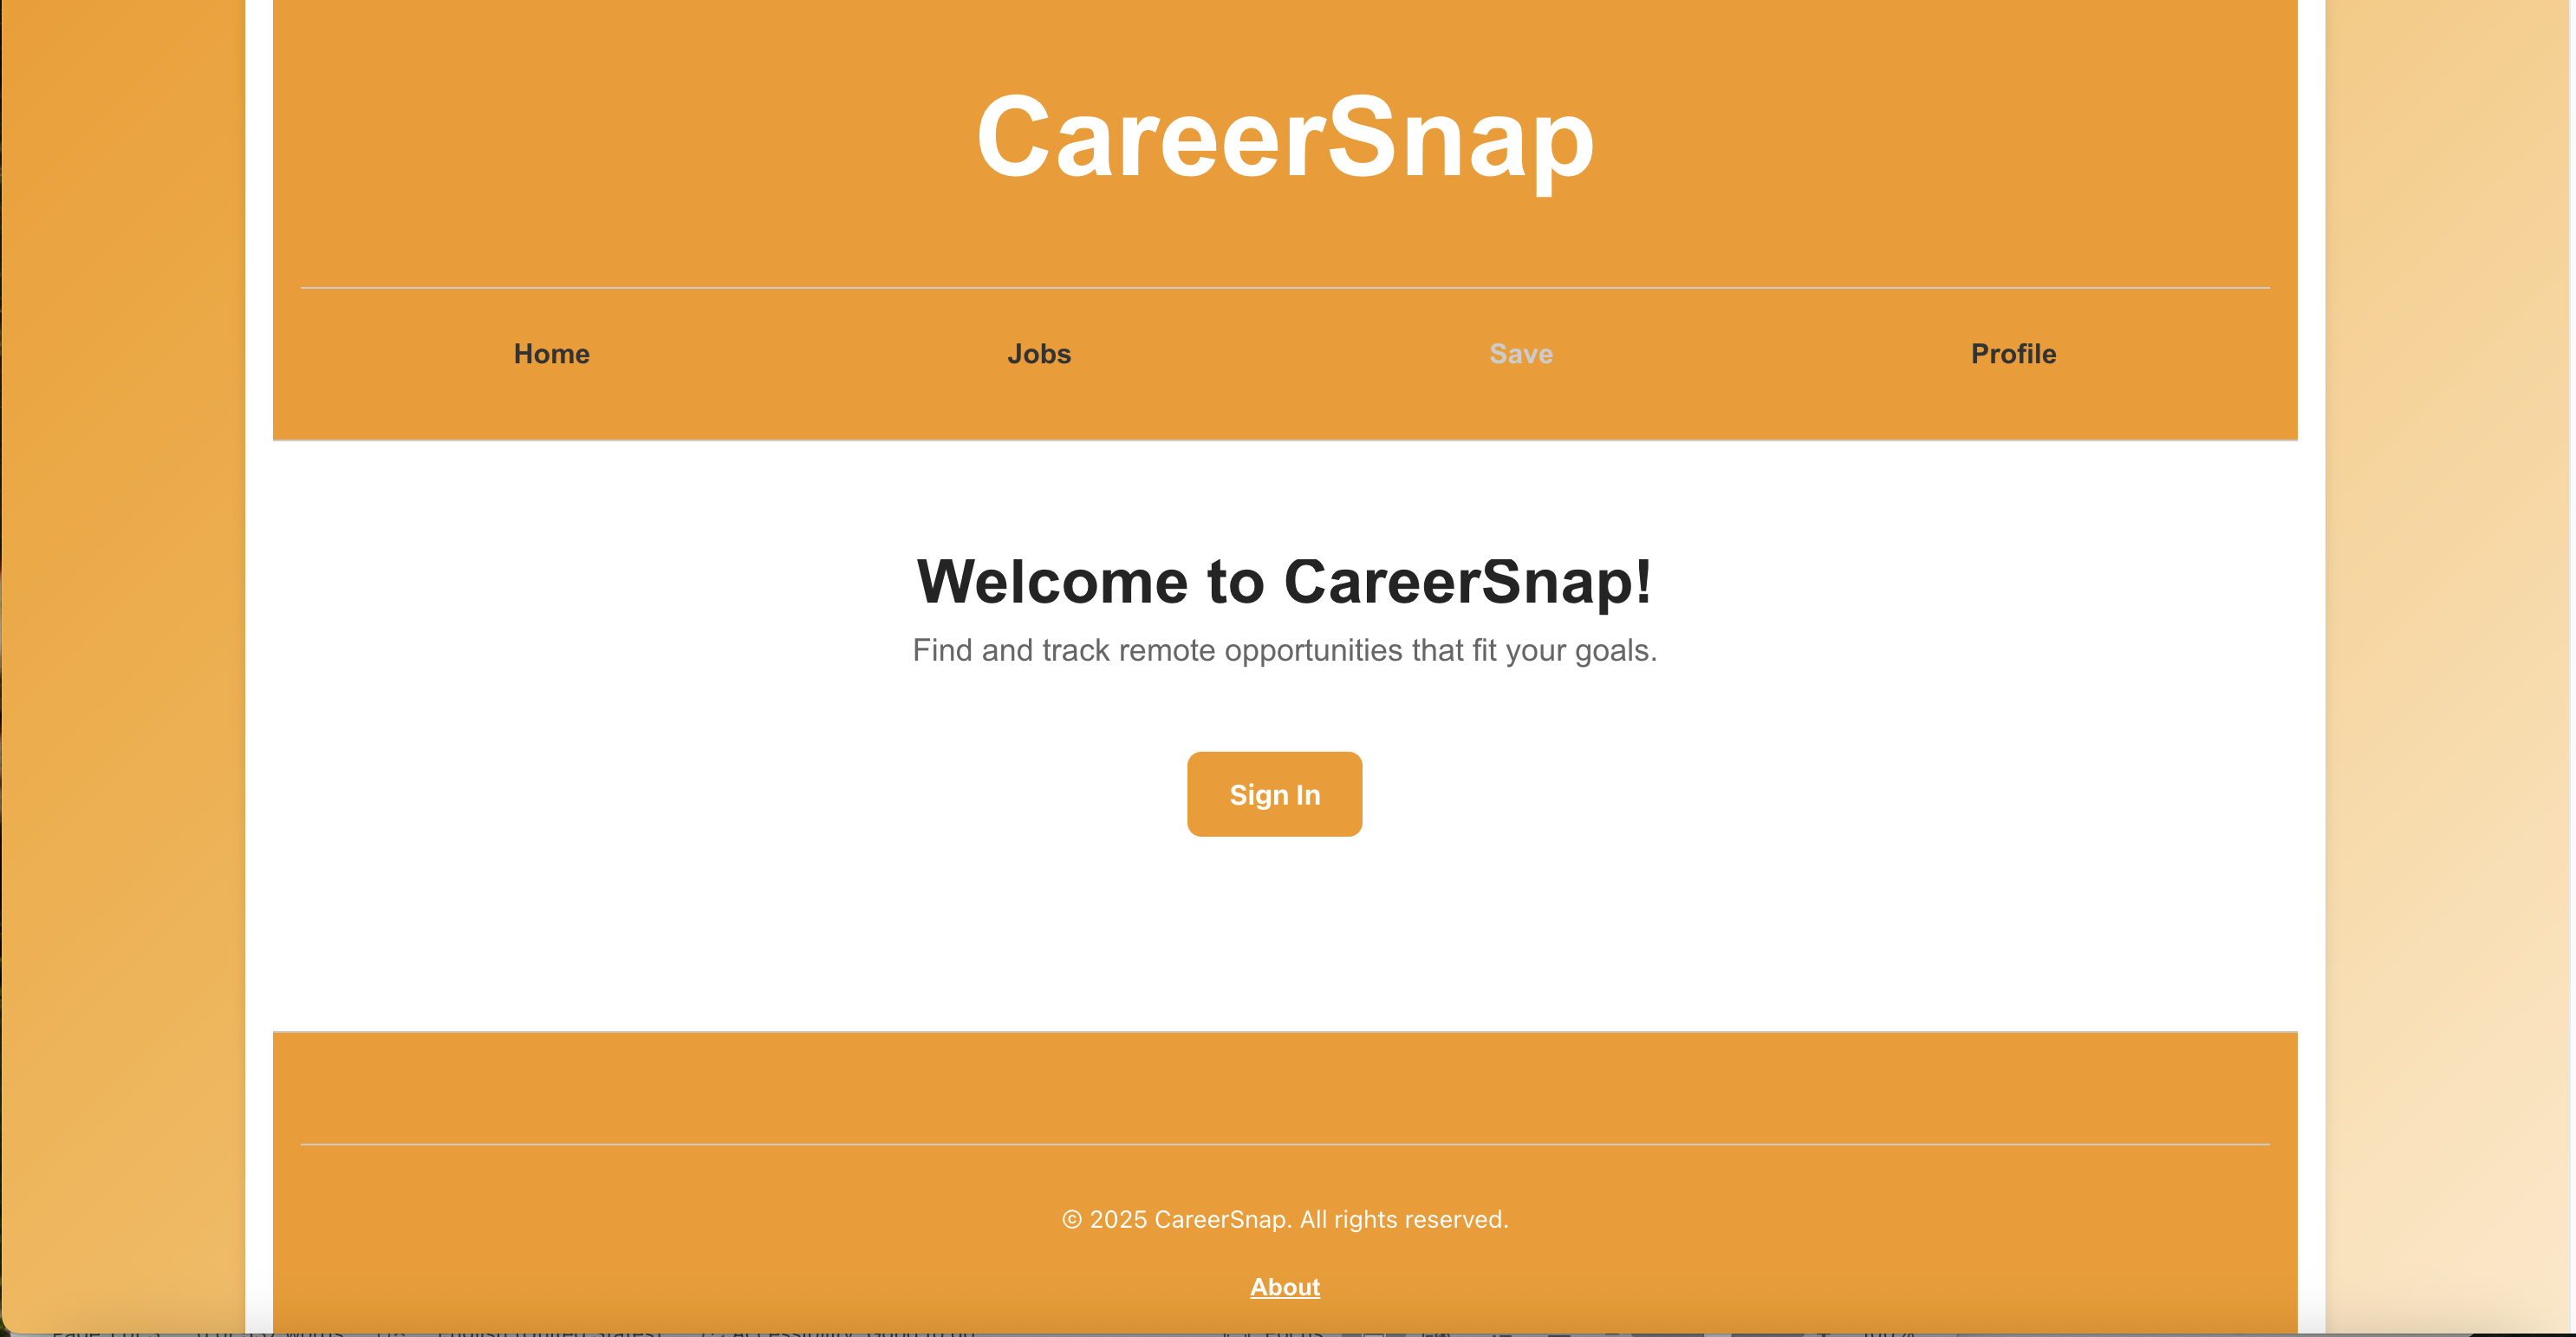 CareerSnap
Home Jobs Save Profile
Welcome to CareerSnap!
Find and track remote opportunities that fit your goals.
Sign In
© 2025 CareerSnap. All rights reserved.
About